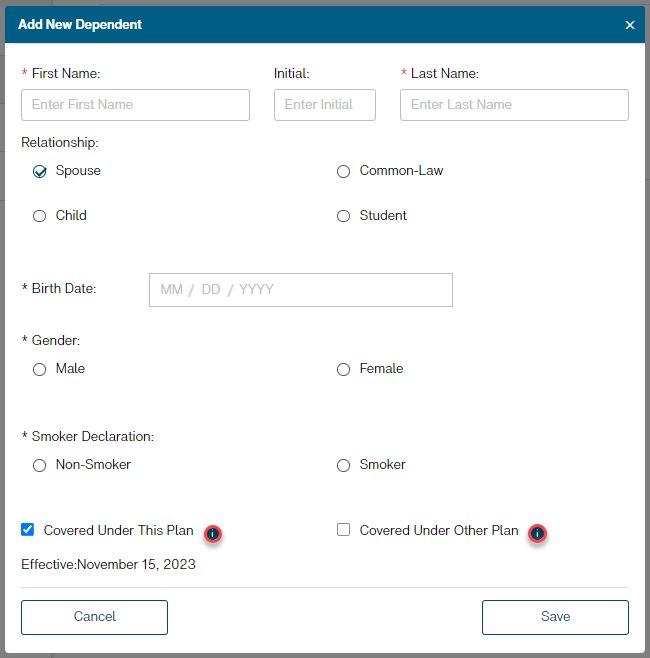 Add New Dependent ×
* First Name: Initial: * Last Name:
Enter First Name Enter Initial Enter Last Name
Relationship:
Spouse Common-Law
Child Student
* Birth Date: MM / DD / YYYY
* Gender:
Male Female
* Smoker Declaration:
Non-Smoker Smoker
Covered Under This Plan i Covered Under Other Plan i
Effective:November 15, 2023
Cancel Save